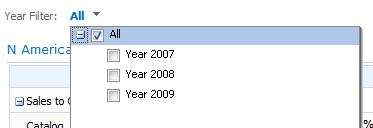 Year Filter: All
All
N America
Year 2007
Year 2008
Year 2009
Sales to
Catalog %